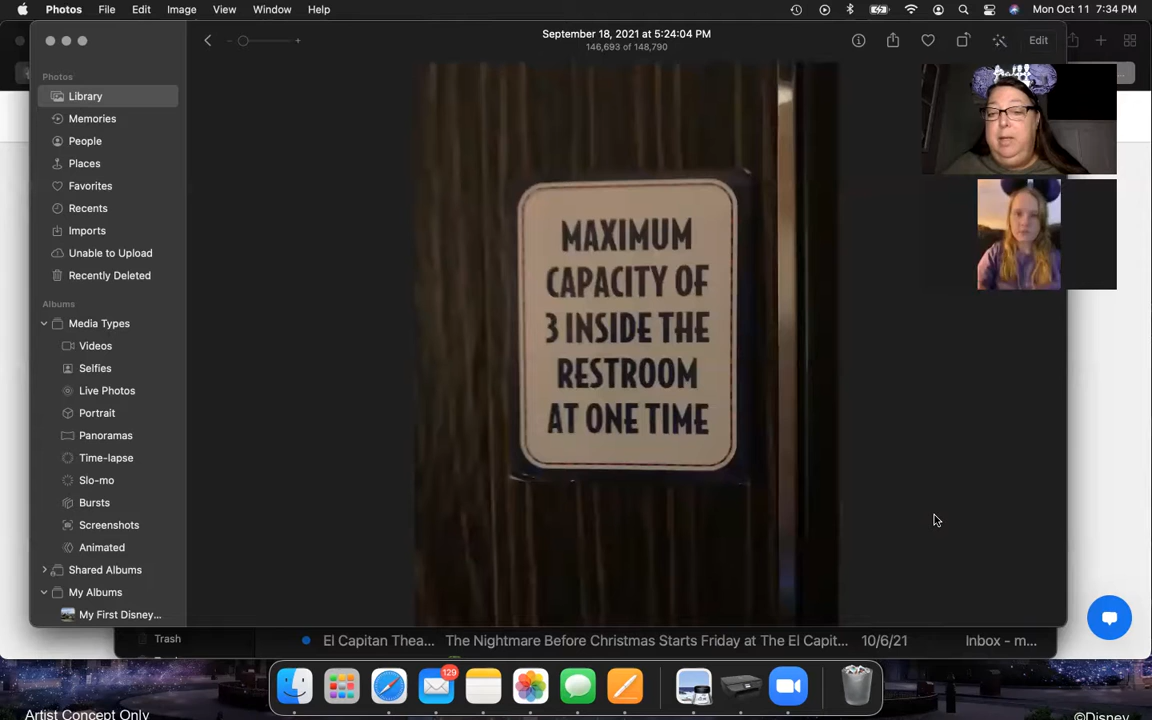 Photos File Edit Image View Window Help
Mon Oct 11 7:34 PM
September 18, 2021 at 5:24:04 PM
146,693 of 148,790
Edit
Photos
Library
Memories
People
Places
Favorites
Recents
Imports
Unable to Upload
Recently Deleted
Albums
Media Types
Videos
Selfies
Live Photos
Portrait
Panoramas
Time-lapse
Slo-mo
Bursts
Screenshots
Animated
Shared Albums
My Albums
My First Disney...
MAXIMUM
CAPACITY OF
3 INSIDE THE
RESTROOM
AT ONE TIME
Trash
El Capitan Thea... The Nightmare Before Christmas Starts Friday at The El Capit... 10/6/21 Inbox - m...
129
Artist Concept Only
©Disney